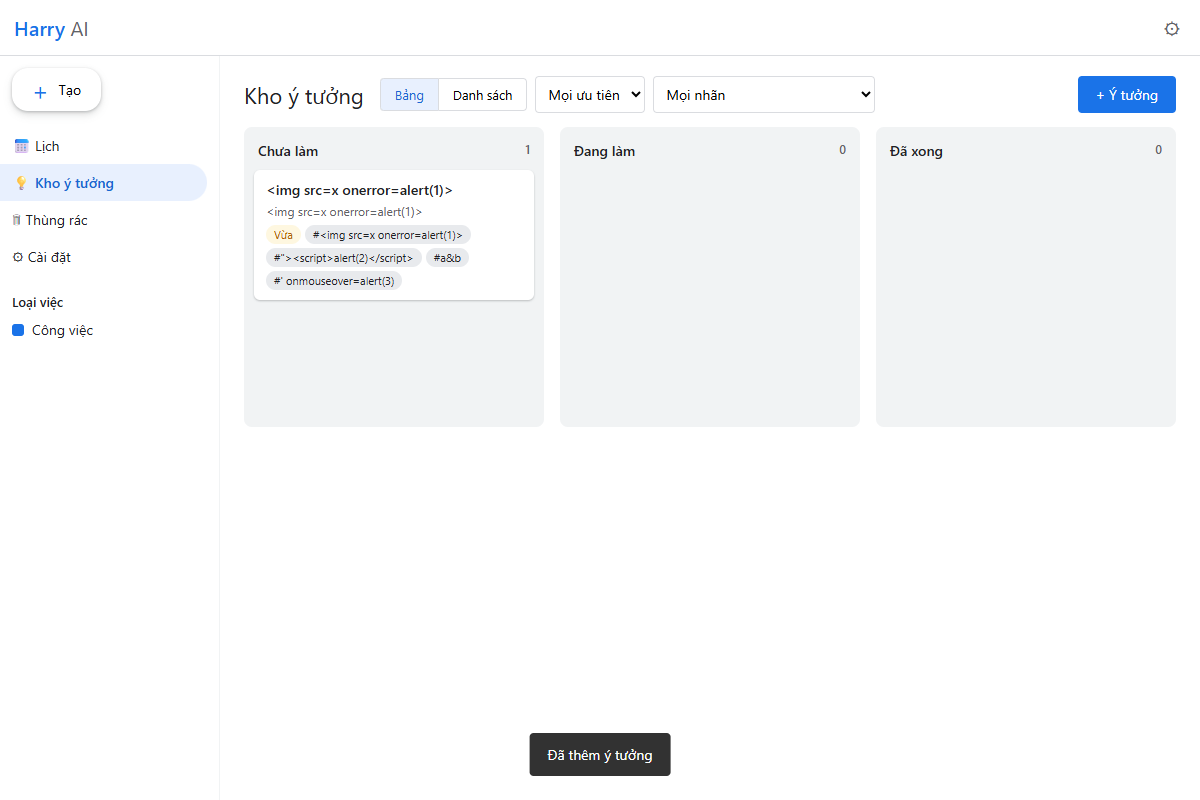 Harry AI
+ Tạo
Lịch
Kho ý tưởng
Thùng rác
Cài đặt
Loại việc
Công việc
Kho ý tưởng
Bảng
Danh sách
Mọi ưu tiên
Mọi nhãn
+ Ý tưởng
Chưa làm 1
<img src=x onerror=alert(1)>
<img src=x onerror=alert(1)>
Vừa #<img src=x onerror=alert(1)>
#"><script>alert(2)</script> #a&b
#' onmouseover=alert(3)
Đang làm 0
Đã xong 0
Đã thêm ý tưởng